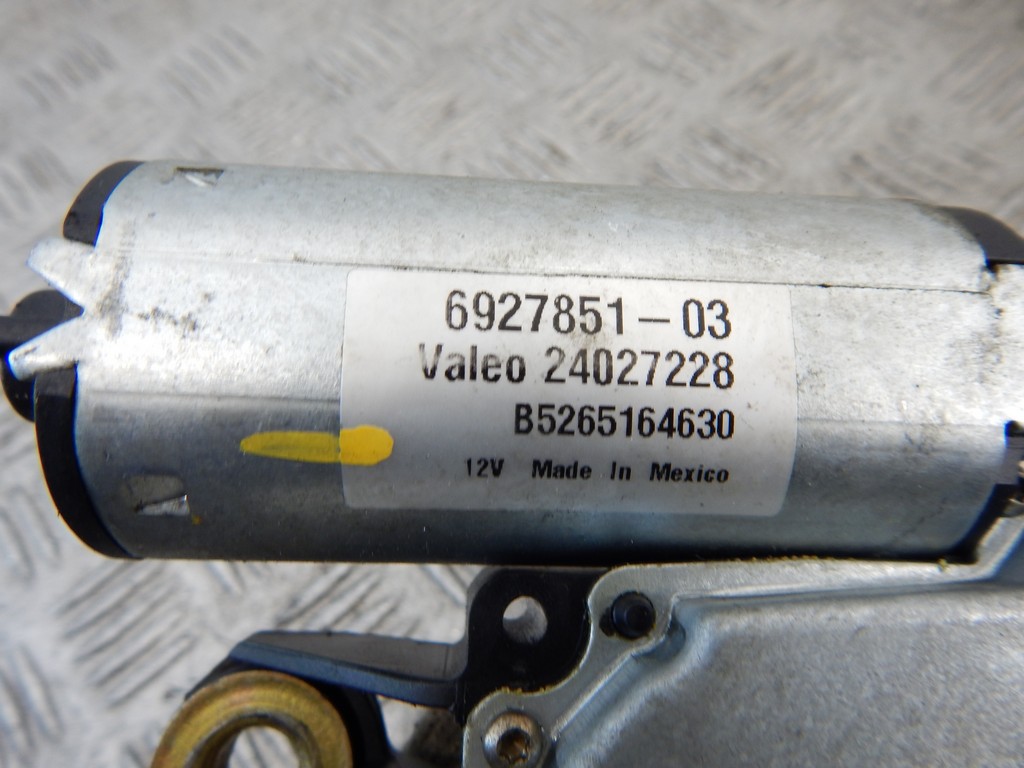 6927851-03
Valeo 24027228
B5265164630
12V Made In Mexico